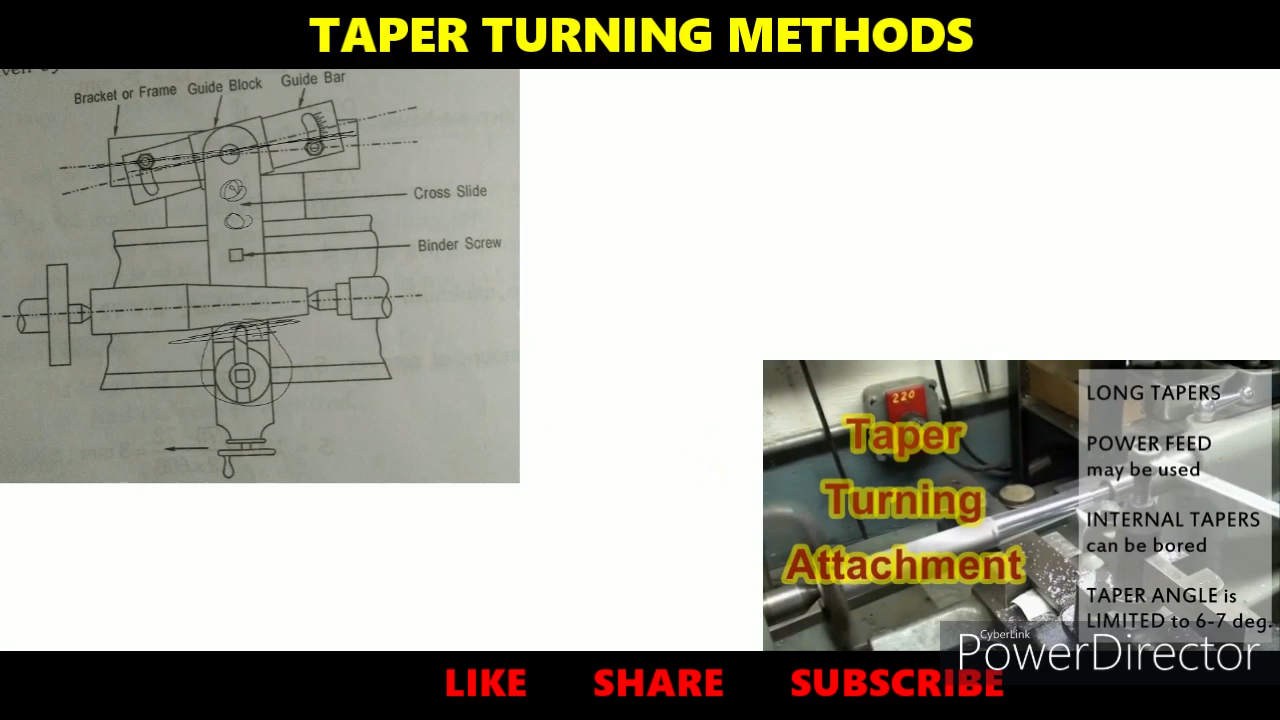 TAPER TURNING METHODS
Bracket or Frame Guide Block Guide Bar
Cross Slide
Binder Screw
220
Taper
Turning
Attachment
LONG TAPERS
POWER FEED
may be used
INTERNAL TAPERS
can be bored
TAPER ANGLE is
LIMITED to 6-7 deg.
CyberLink
PowerDirector
LIKE SHARE SUBSCRIBE